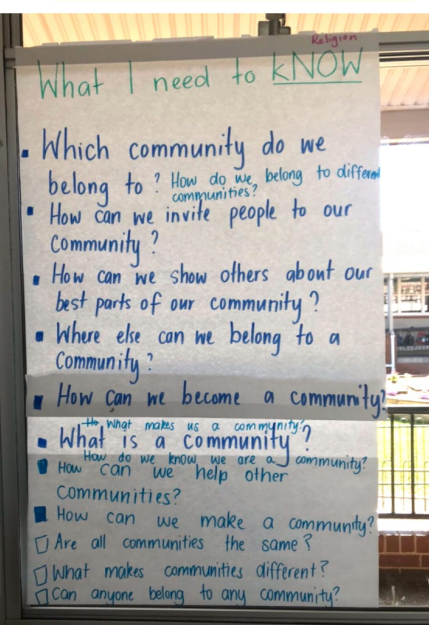 Religion
What I need to kNOW
Which community do we
belong to? How do we belong to different
communities?
How can we invite people to our
Community?
How can we show others about our
best parts of our community?
Where else can we belong to a
Community?
How can we become a community?
What makes us a community?
What is a community?
How do we know we are a community?
How can we help other
Communities?
How can we make a community?
Are all communities the same?
What makes communities different?
Can anyone belong to any community?